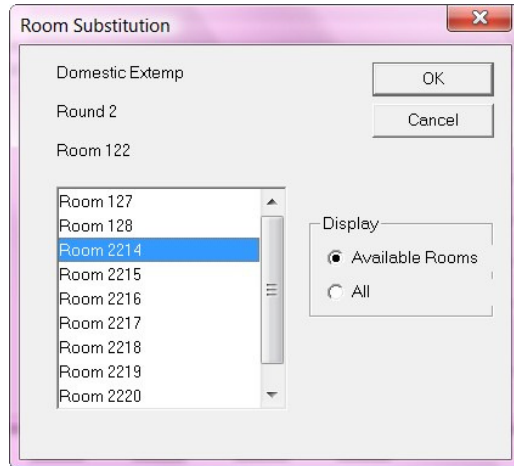 Room Substitution
Domestic Extemp
OK
Round 2
Cancel
Room 122
Room 127
Room 128
Room 2214
Room 2215
Room 2216
Room 2217
Room 2218
Room 2219
Room 2220
Display
Available Rooms
All